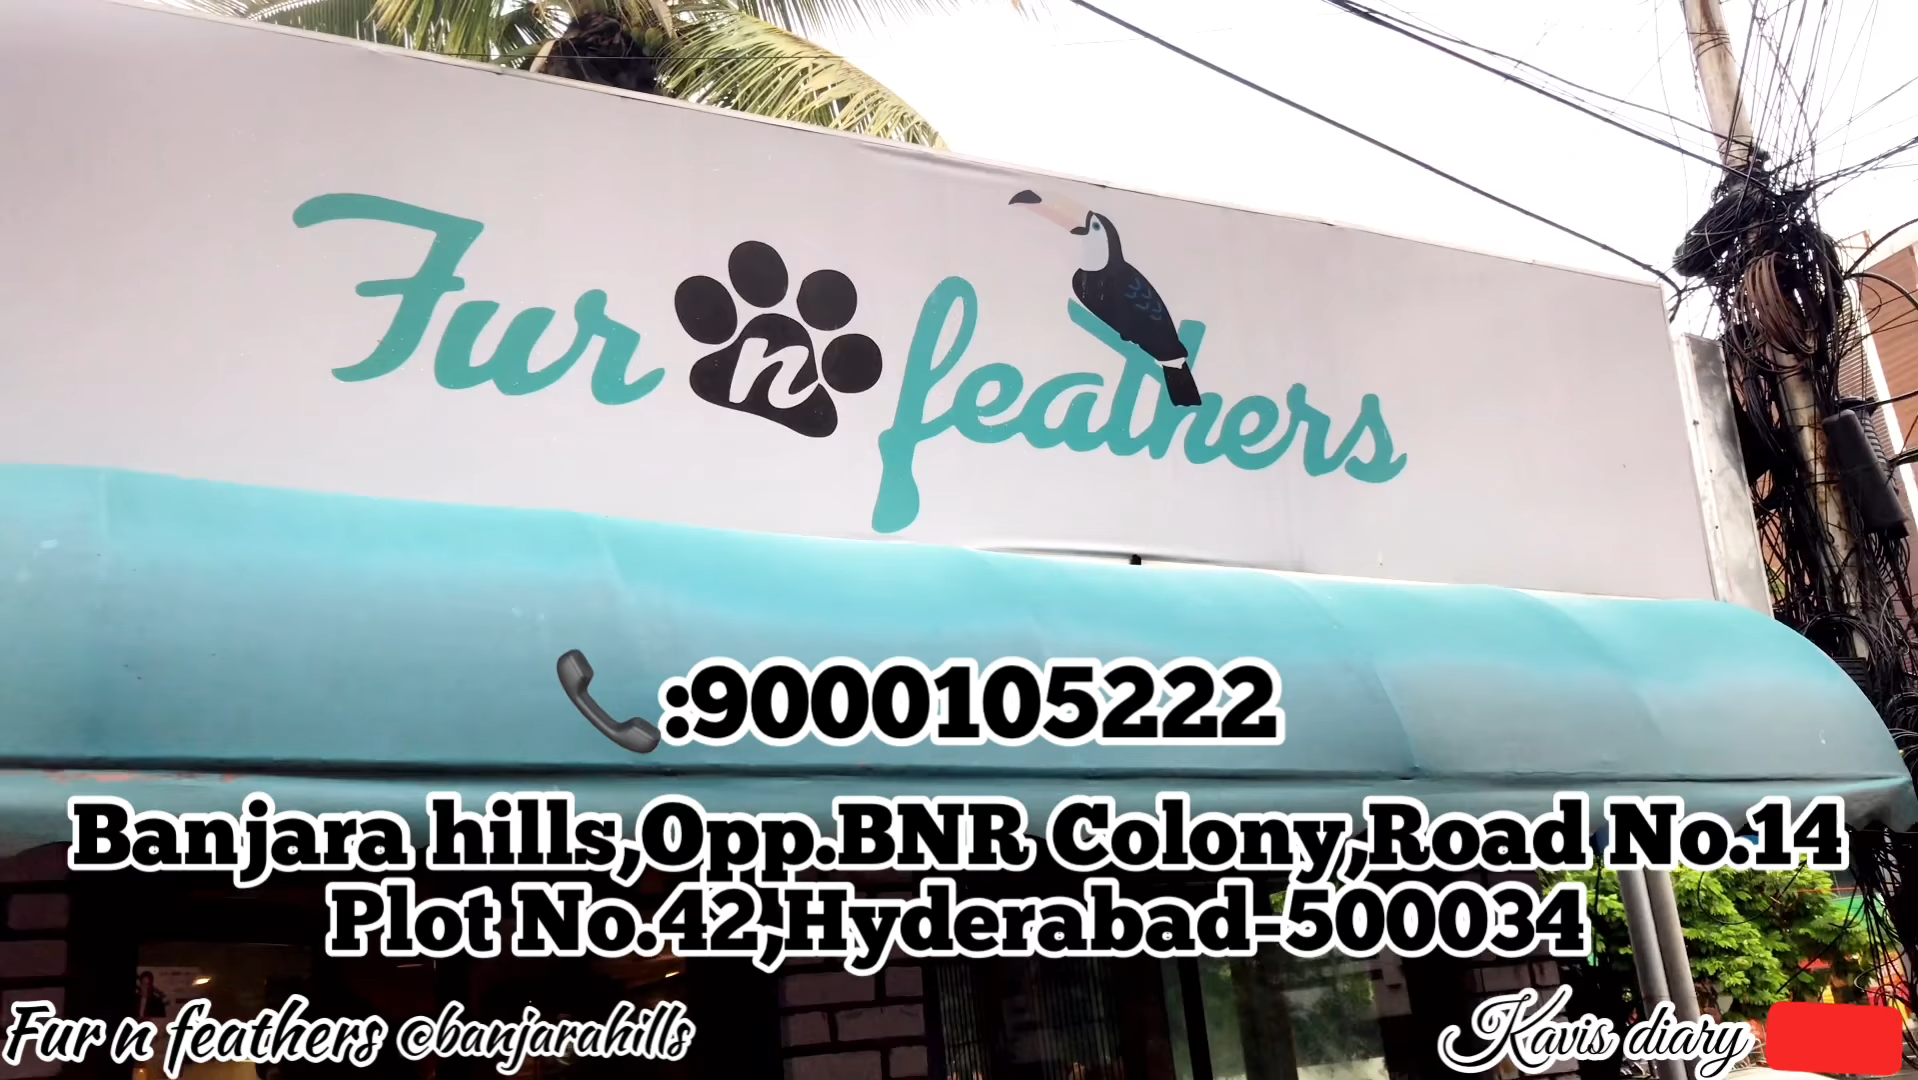 Fur n feathers
:9000105222
Banjara hills,Opp.BNR Colony,Road No.14
Plot No.42,Hyderabad-500034
Fur n feathers @banjarahills
Kavis diary